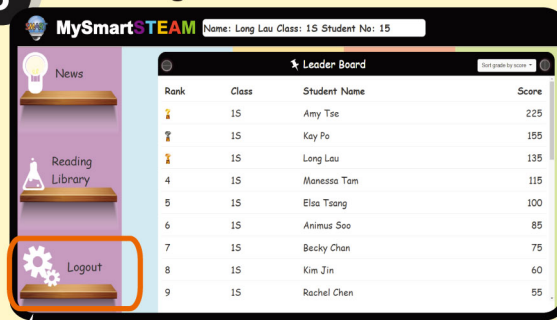 MySmartSTEAM Name: Long Lau Class: 1S Student No: 15
News
Reading
Library
Logout
Leader Board
Sort grade by score
Rank Class Student Name Score
1S Amy Tse 225
1S Kay Po 155
1S Long Lau 135
4 1S Manessa Tam 115
5 1S Elsa Tsang 100
6 1S Animus Soo 85
7 1S Becky Chan 75
8 1S Kim Jin 60
9 1S Rachel Chen 55